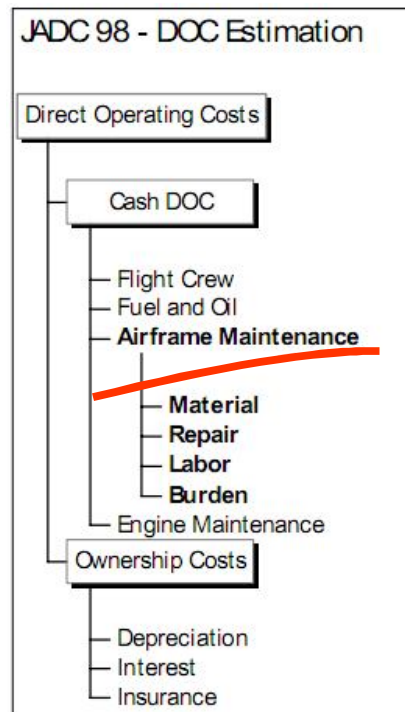 JADC 98 - DOC Estimation
Direct Operating Costs
Cash DOC
Flight Crew
Fuel and Oil
Airframe Maintenance
Material
Repair
Labor
Burden
Engine Maintenance
Ownership Costs
Depreciation
Interest
Insurance